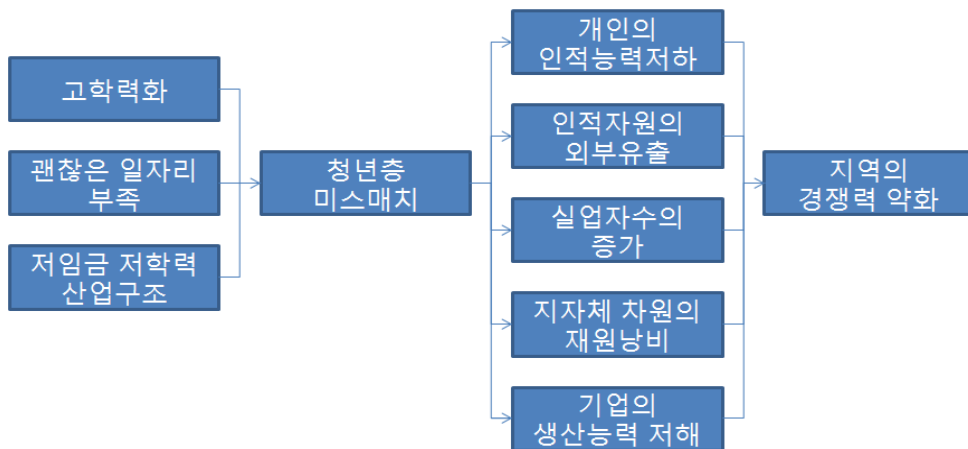 고학력화
괜찮은 일자리
부족
저임금 저학력
산업구조
청년층
미스매치
개인의
인적능력저하
인적자원의
외부유출
실업자수의
증가
지자체 차원의
재원낭비
기업의
생산능력 저해
지역의
경쟁력 약화